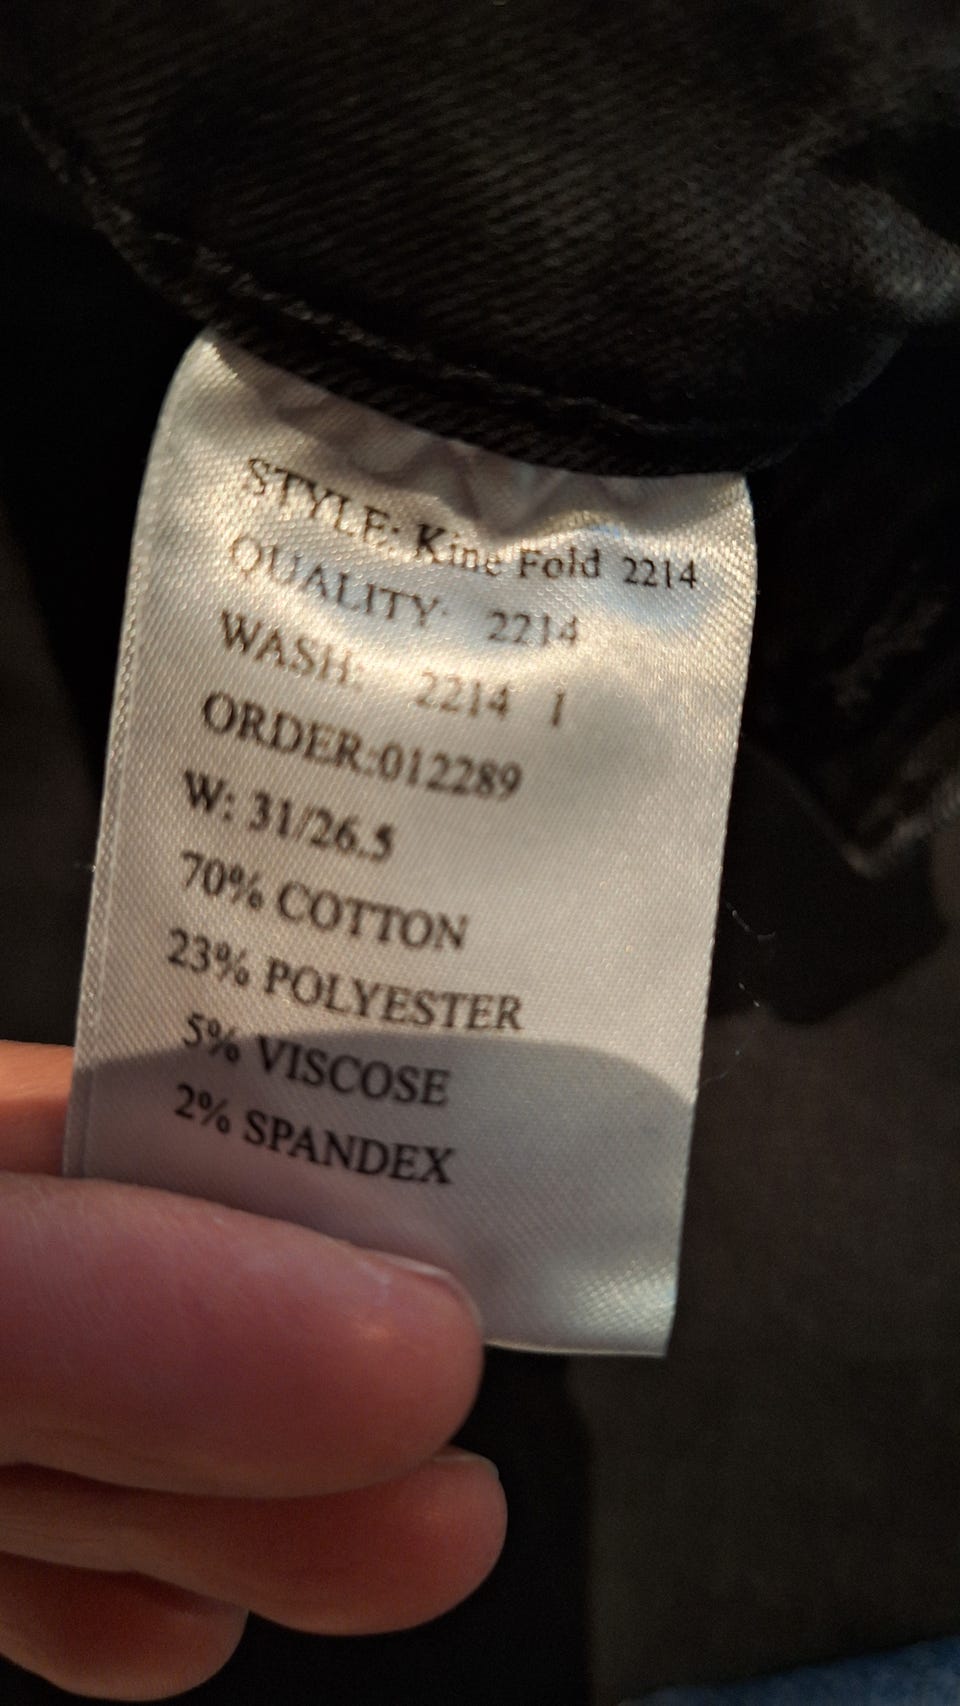 STYLE: Kine Fold 2214
QUALITY: 2214
WASH: 2214 1
ORDER:012289
W: 31/26.5
70% COTTON
23% POLYESTER
5% VISCOSE
2% SPANDEX